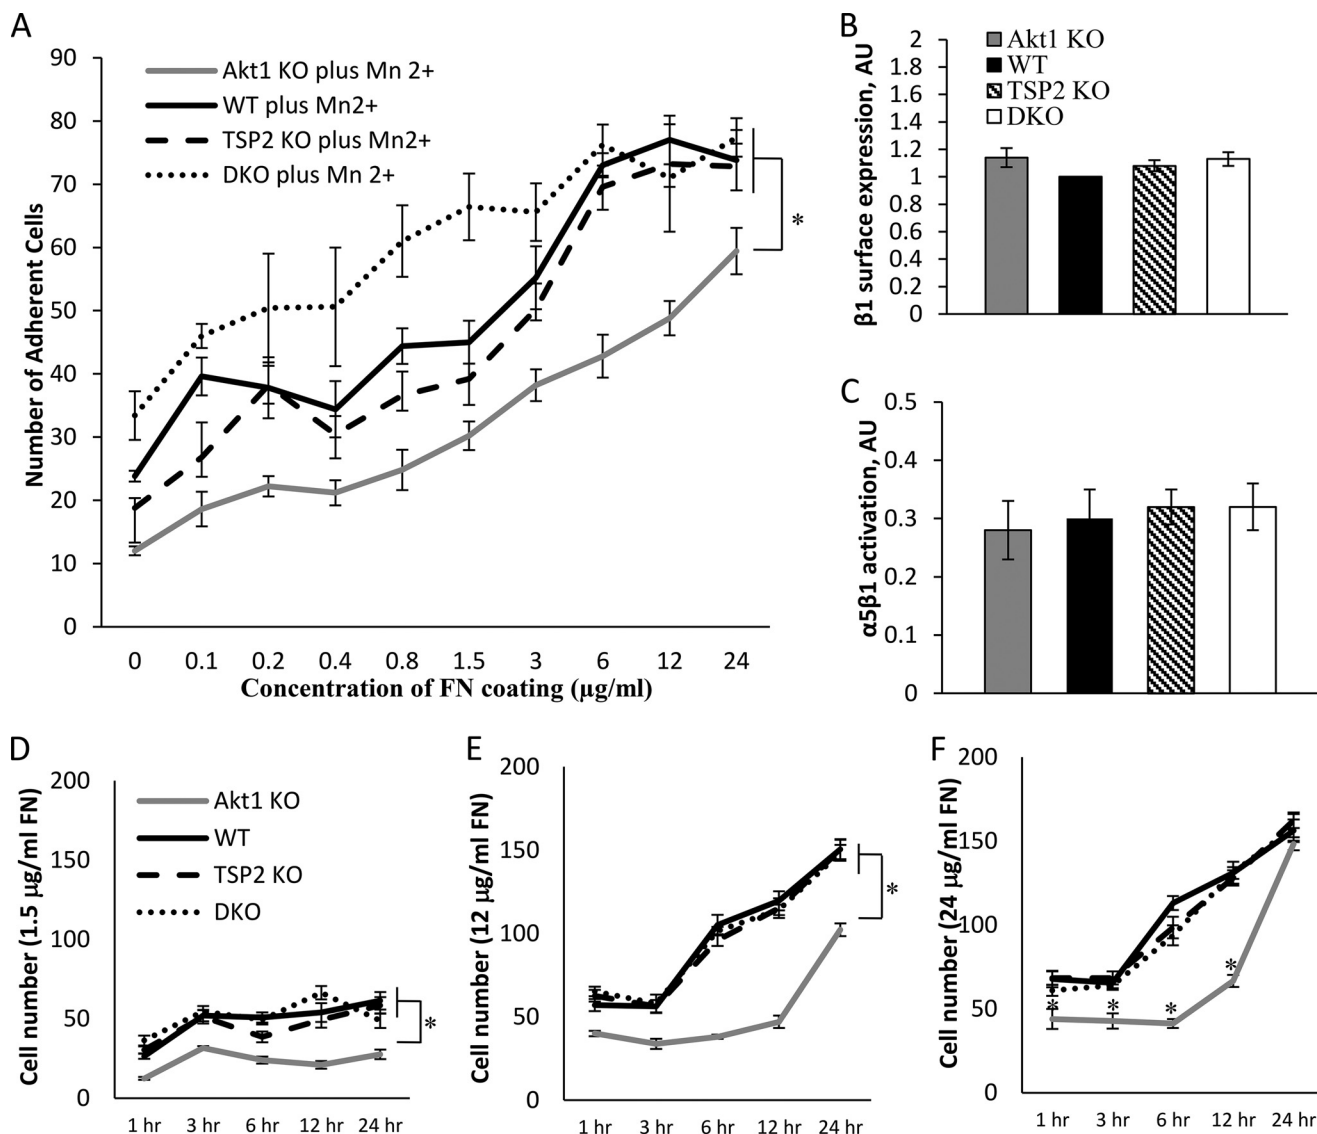 A
Number of Adherent Cells
90
80
70
60
50
40
30
20
10
0
Akt1 KO plus Mn 2+
WT plus Mn2+
TSP2 KO plus Mn2+
DKO plus Mn 2+
*
0 0.1 0.2 0.4 0.8 1.5 3 6 12 24
Concentration of FN coating (µg/ml)
B
β1 surface expression, AU
2
1.8
1.6
1.4
1.2
1
0.8
0.6
0.4
0.2
0
Akt1 KO
WT
TSP2 KO
DKO
C
α5β1 activation, AU
0.5
0.4
0.3
0.2
0.1
0
D
Cell number (1.5 µg/ml FN)
200
150
100
50
0
Akt1 KO
WT
TSP2 KO
DKO
*
1 hr 3 hr 6 hr 12 hr 24 hr
E
Cell number (12 µg/ml FN)
200
150
100
50
0
*
1 hr 3 hr 6 hr 12 hr 24 hr
F
Cell number (24 µg/ml FN)
200
150
100
50
0
* * * *
1 hr 3 hr 6 hr 12 hr 24 hr